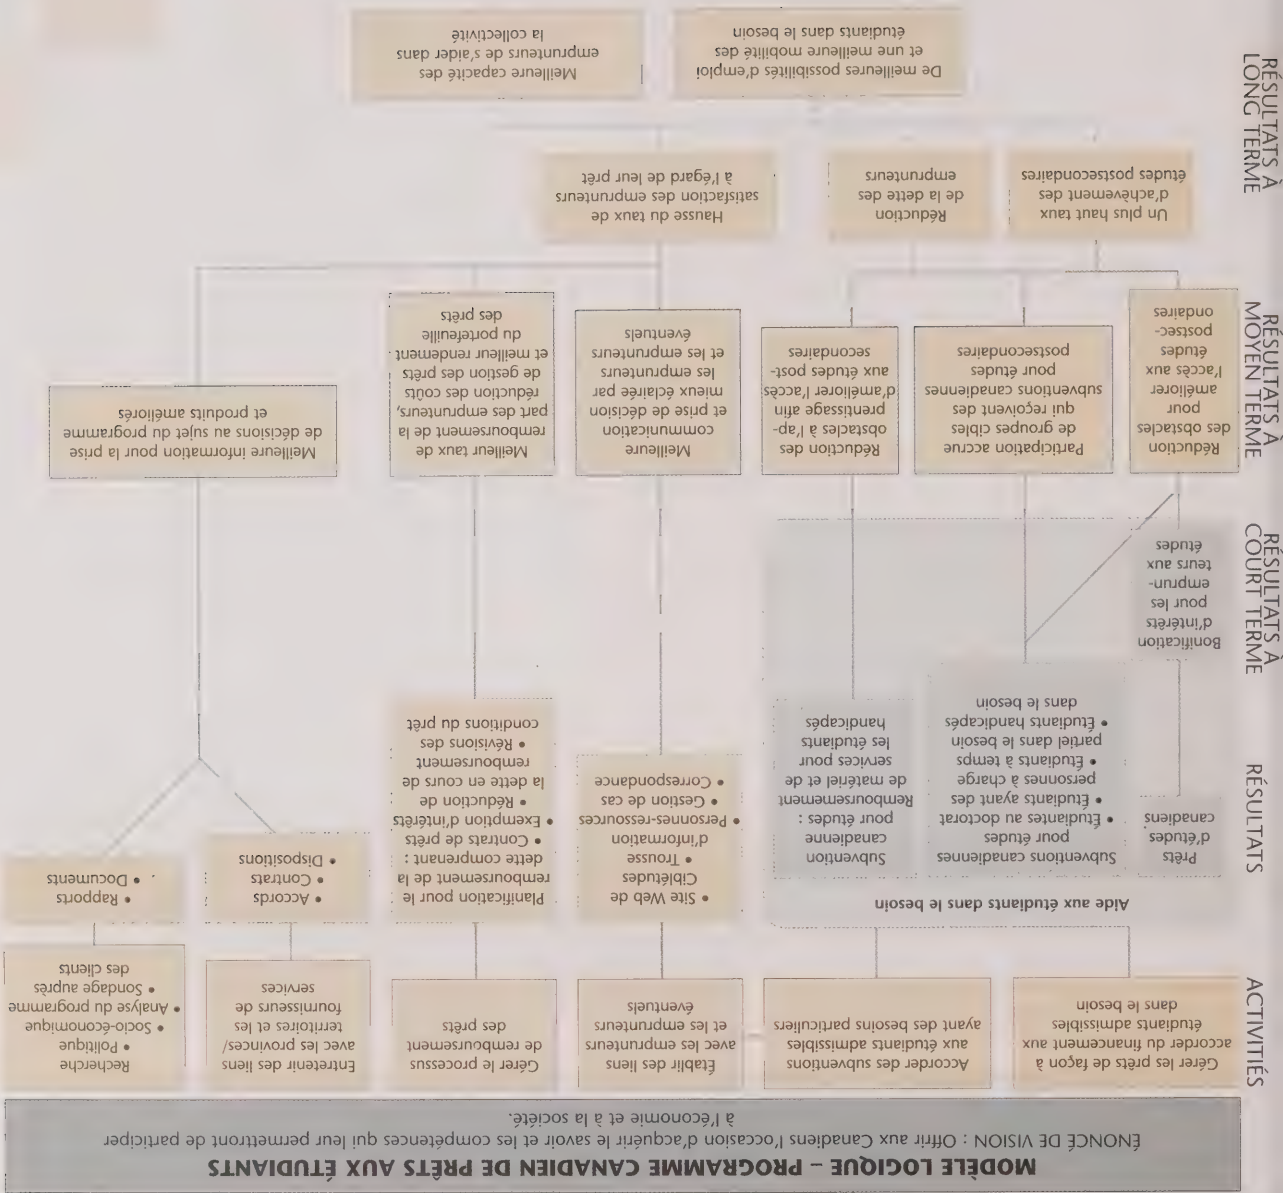 MODÈLE LOGIQUE – PROGRAMME CANADIEN DE PRÊTS AUX ÉTUDIANTS
ÉNONCÉ DE VISION : Offrir aux Canadiens l'occasion d'acquérir le savoir et les compétences qui leur permettront de participer
à l'économie et à la société.
ACTIVITÉS
Gérer les prêts de façon à
accorder du financement aux
étudiants admissibles
dans le besoin
Accorder des subventions
aux étudiants admissibles
ayant des besoins particuliers
Établir des liens
avec les emprunteurs
et les emprunteurs
éventuels
Gérer le processus
de remboursement
des prêts
Entretenir des liens
avec les provinces/
territoires et les
fournisseurs de
services
Recherche
• Politique
• Socio-économique
• Analyse du programme
• Sondage auprès
des clients
RÉSULTATS
Aide aux étudiants dans le besoin
Prêts
d'études
canadiens
Subventions canadiennes
pour études
• Étudiantes au doctorat
• Étudiants ayant des
personnes à charge
• Étudiants à temps
partiel dans le besoin
• Étudiants handicapés
dans le besoin
Subvention
canadienne
pour études :
Remboursement
de matériel et de
services pour
les étudiants
handicapés
• Site Web de
Ciblétudes
• Trousse
d'information
• Personnes-ressources
• Gestion de cas
• Correspondance
Planification pour le
remboursement de la
dette comprenant :
• Contrats de prêts
• Exemption d'intérêts
• Réduction de
la dette en cours de
remboursement
• Révisions des
conditions du prêt
• Accords
• Contrats
• Dispositions
• Rapports
• Documents
RÉSULTATS À
COURT TERME
Bonification
d'intérêts
pour les
emprun-
teurs aux
études
RÉSULTATS À
MOYEN TERME
Réduction
des obstacles
pour
améliorer
l'accès aux
études
postsec-
ondaires
Participation accrue
de groupes cibles
qui reçoivent des
subventions canadiennes
pour études
postsecondaires
Réduction des
obstacles à l'ap-
prentissage afin
d'améliorer l'accès
aux études post-
secondaires
Meilleure
communication
et prise de décision
mieux éclairée par
les emprunteurs
et les emprunteurs
éventuels
Meilleur taux de
remboursement de la
part des emprunteurs,
réduction des coûts
de gestion des prêts
et meilleur rendement
du portefeuille
des prêts
Meilleure information pour la prise
de décisions au sujet du programme
et produits améliorés
RÉSULTATS À
LONG TERME
Un plus haut taux
d'achèvement des
études postsecondaires
Réduction
de la dette des
emprunteurs
Hausse du taux de
satisfaction des emprunteurs
à l'égard de leur prêt
De meilleures possibilités d'emploi
et une meilleure mobilité des
étudiants dans le besoin
Meilleure capacité des
emprunteurs de s'aider dans
la collectivité